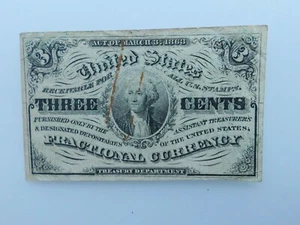 ACT OF MARCH 3, 1863
3 United States 3
RECEIVABLE FOR ALL U.S. STAMPS.
THREE CENTS
FURNISHED ONLY BY THE ASSISTANT TREASURERS
& DESIGNATED DEPOSITARIES OF THE UNITED STATES.
FRACTIONAL CURRENCY
TREASURY DEPARTMENT